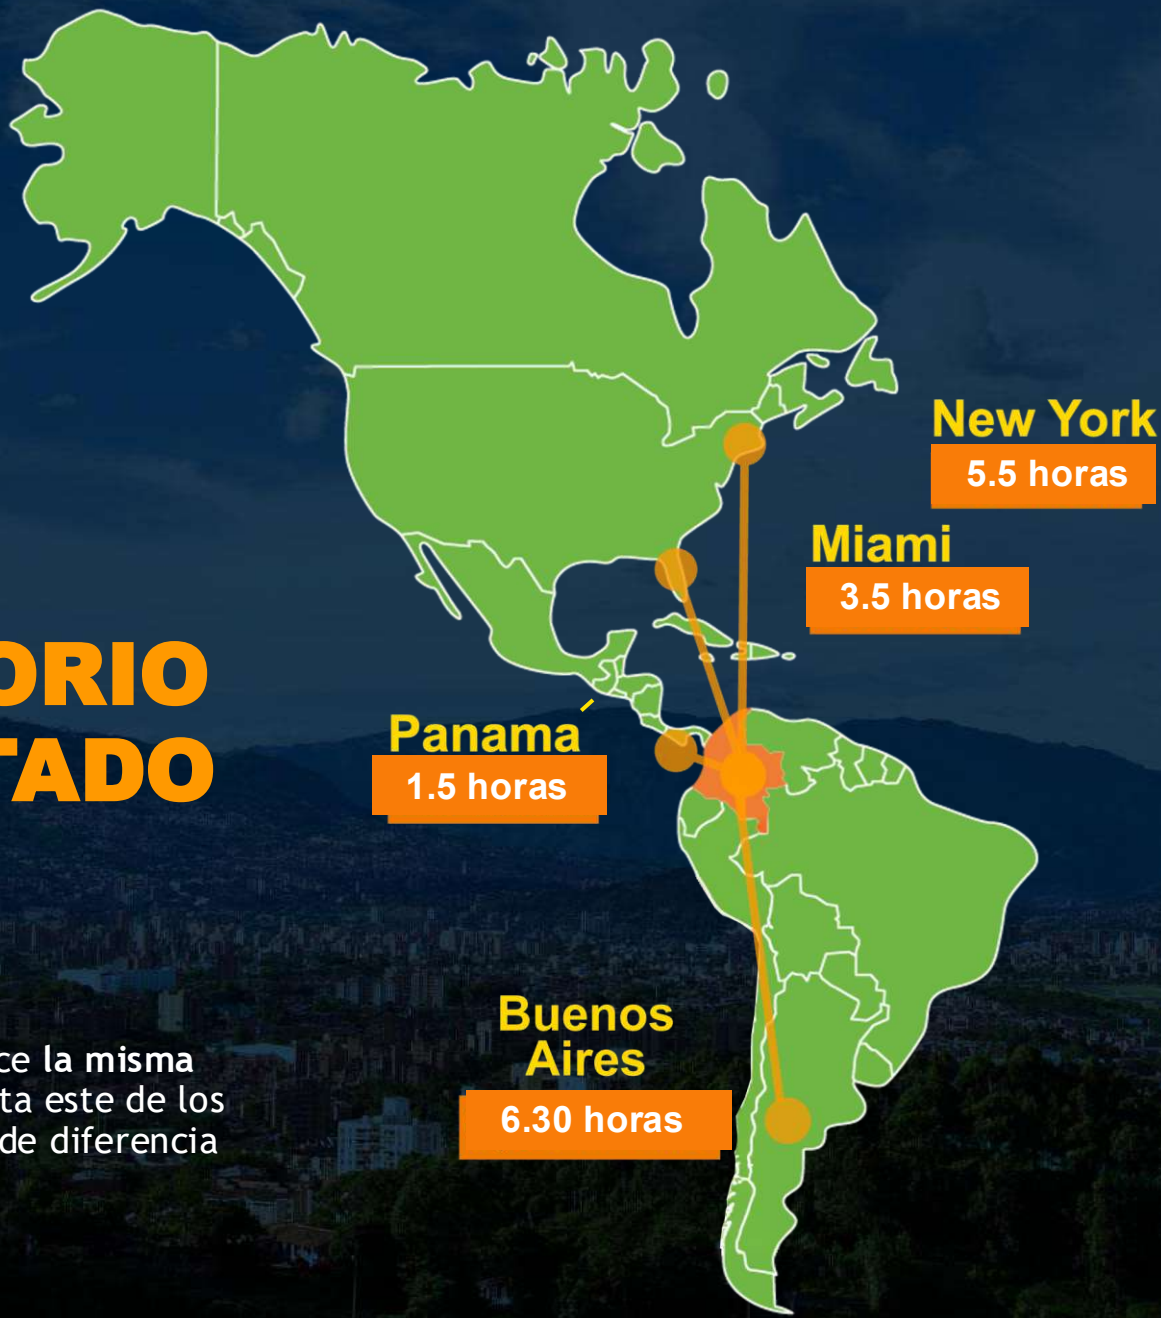 New York
5.5 horas
Miami
3.5 horas
ORIO
TADO
Panama
1.5 horas
Buenos
Aires
6.30 horas
ce la misma
ta este de los
de diferencia